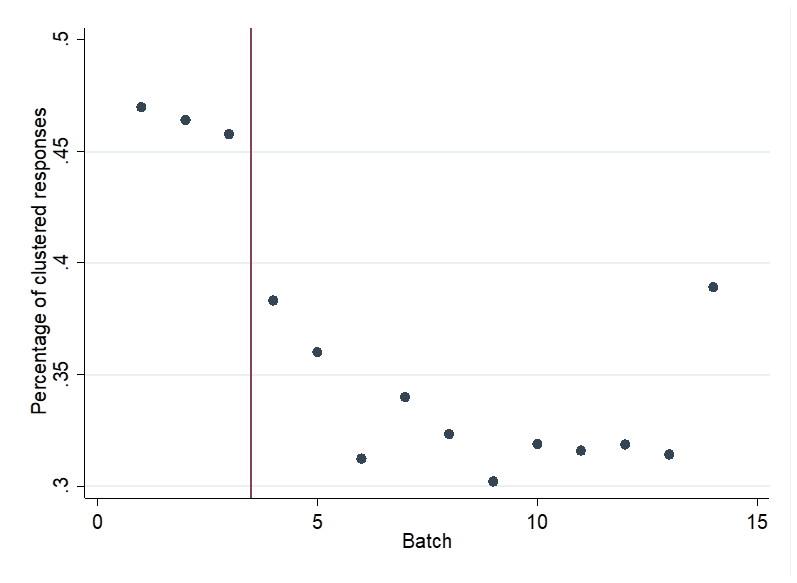 Percentage of clustered responses
.5
.45
.4
.35
.3
0 5 10 15
Batch